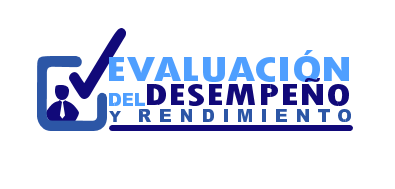 EVALUACIÓN
DEL DESEMPEÑO
Y RENDIMIENTO